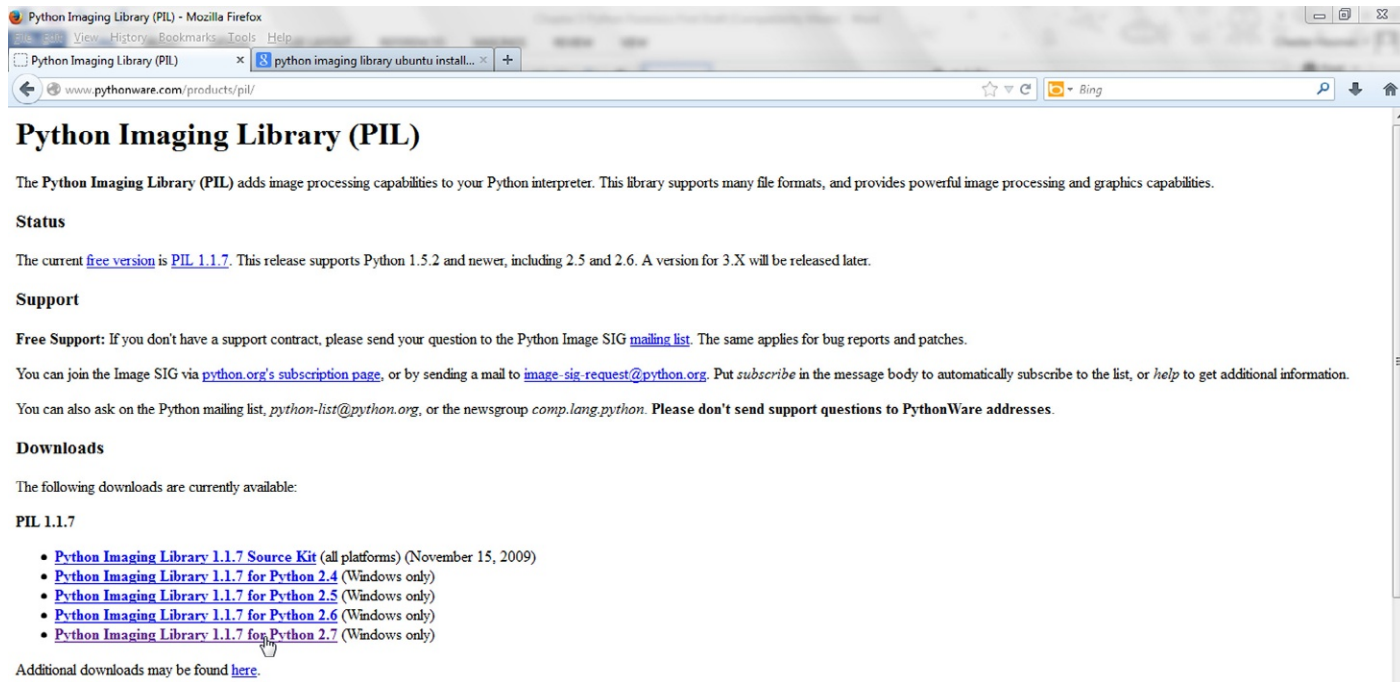 Python Imaging Library (PIL) - Mozilla Firefox
File Edit View History Bookmarks Tools Help
Python Imaging Library (PIL) ×
python imaging library ubuntu install... × +
www.pythonware.com/products/pil/
Bing
Python Imaging Library (PIL)
The Python Imaging Library (PIL) adds image processing capabilities to your Python interpreter. This library supports many file formats, and provides powerful image processing and graphics capabilities.
Status
The current free version is PIL 1.1.7. This release supports Python 1.5.2 and newer, including 2.5 and 2.6. A version for 3.X will be released later.
Support
Free Support: If you don't have a support contract, please send your question to the Python Image SIG mailing list. The same applies for bug reports and patches.
You can join the Image SIG via python.org's subscription page, or by sending a mail to image-sig-request@python.org. Put subscribe in the message body to automatically subscribe to the list, or help to get additional information.
You can also ask on the Python mailing list, python-list@python.org, or the newsgroup comp.lang.python. Please don't send support questions to PythonWare addresses.
Downloads
The following downloads are currently available:
PIL 1.1.7
• Python Imaging Library 1.1.7 Source Kit (all platforms) (November 15, 2009)
• Python Imaging Library 1.1.7 for Python 2.4 (Windows only)
• Python Imaging Library 1.1.7 for Python 2.5 (Windows only)
• Python Imaging Library 1.1.7 for Python 2.6 (Windows only)
• Python Imaging Library 1.1.7 for Python 2.7 (Windows only)
Additional downloads may be found here.